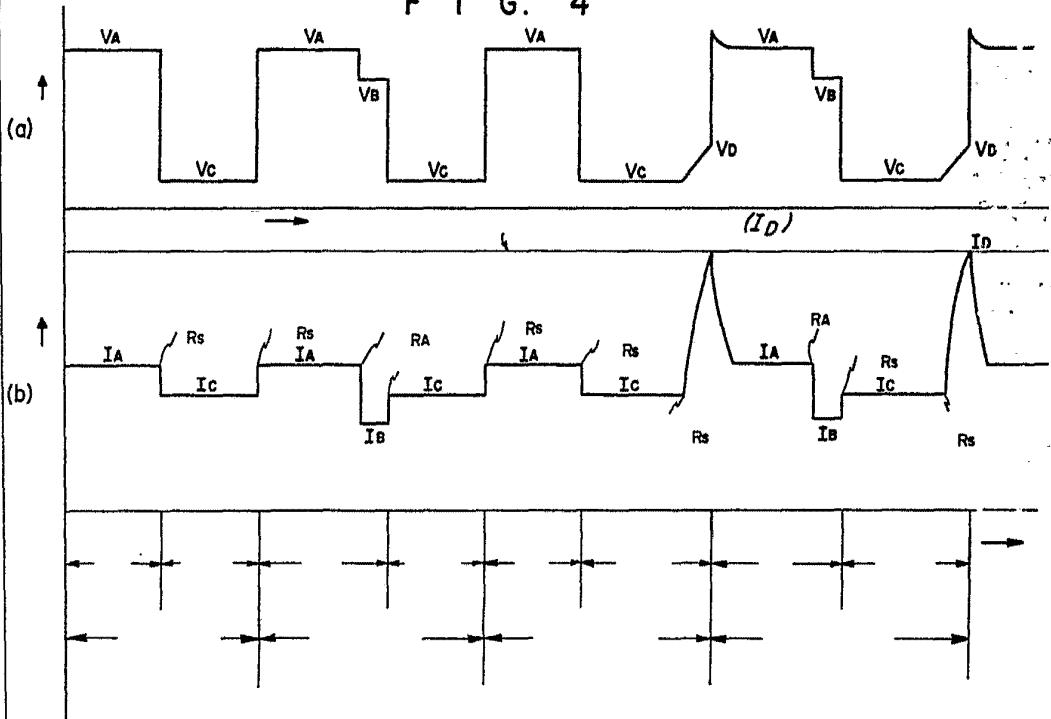 F I G. 4
VA VA VA VA
VB VB
(a)
VD VD
VC VC VC VC
(ID)
ID
Rs Rs RA Rs Rs RA Rs
IA IA IA IA
(b) IC IC IC IC
IB IB
Rs Rs